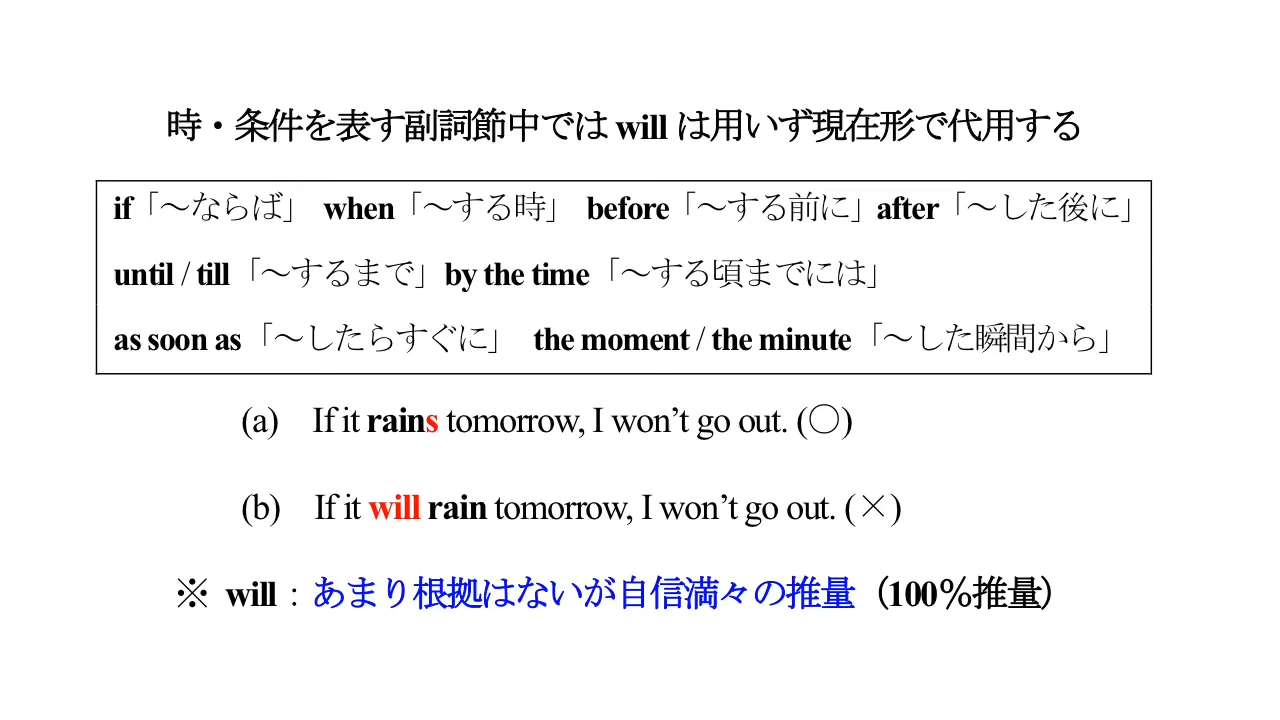 時・条件を表す副詞節中では will は用いず現在形で代用する
if「～ならば」 when「～する時」 before「～する前に」after「～した後に」
until / till「～するまで」by the time「～する頃までには」
as soon as「～したらすぐに」 the moment / the minute「～した瞬間から」
(a) If it rains tomorrow, I won’t go out. (○)
(b) If it will rain tomorrow, I won’t go out. (×)
※ will：あまり根拠はないが自信満々の推量（100％推量）